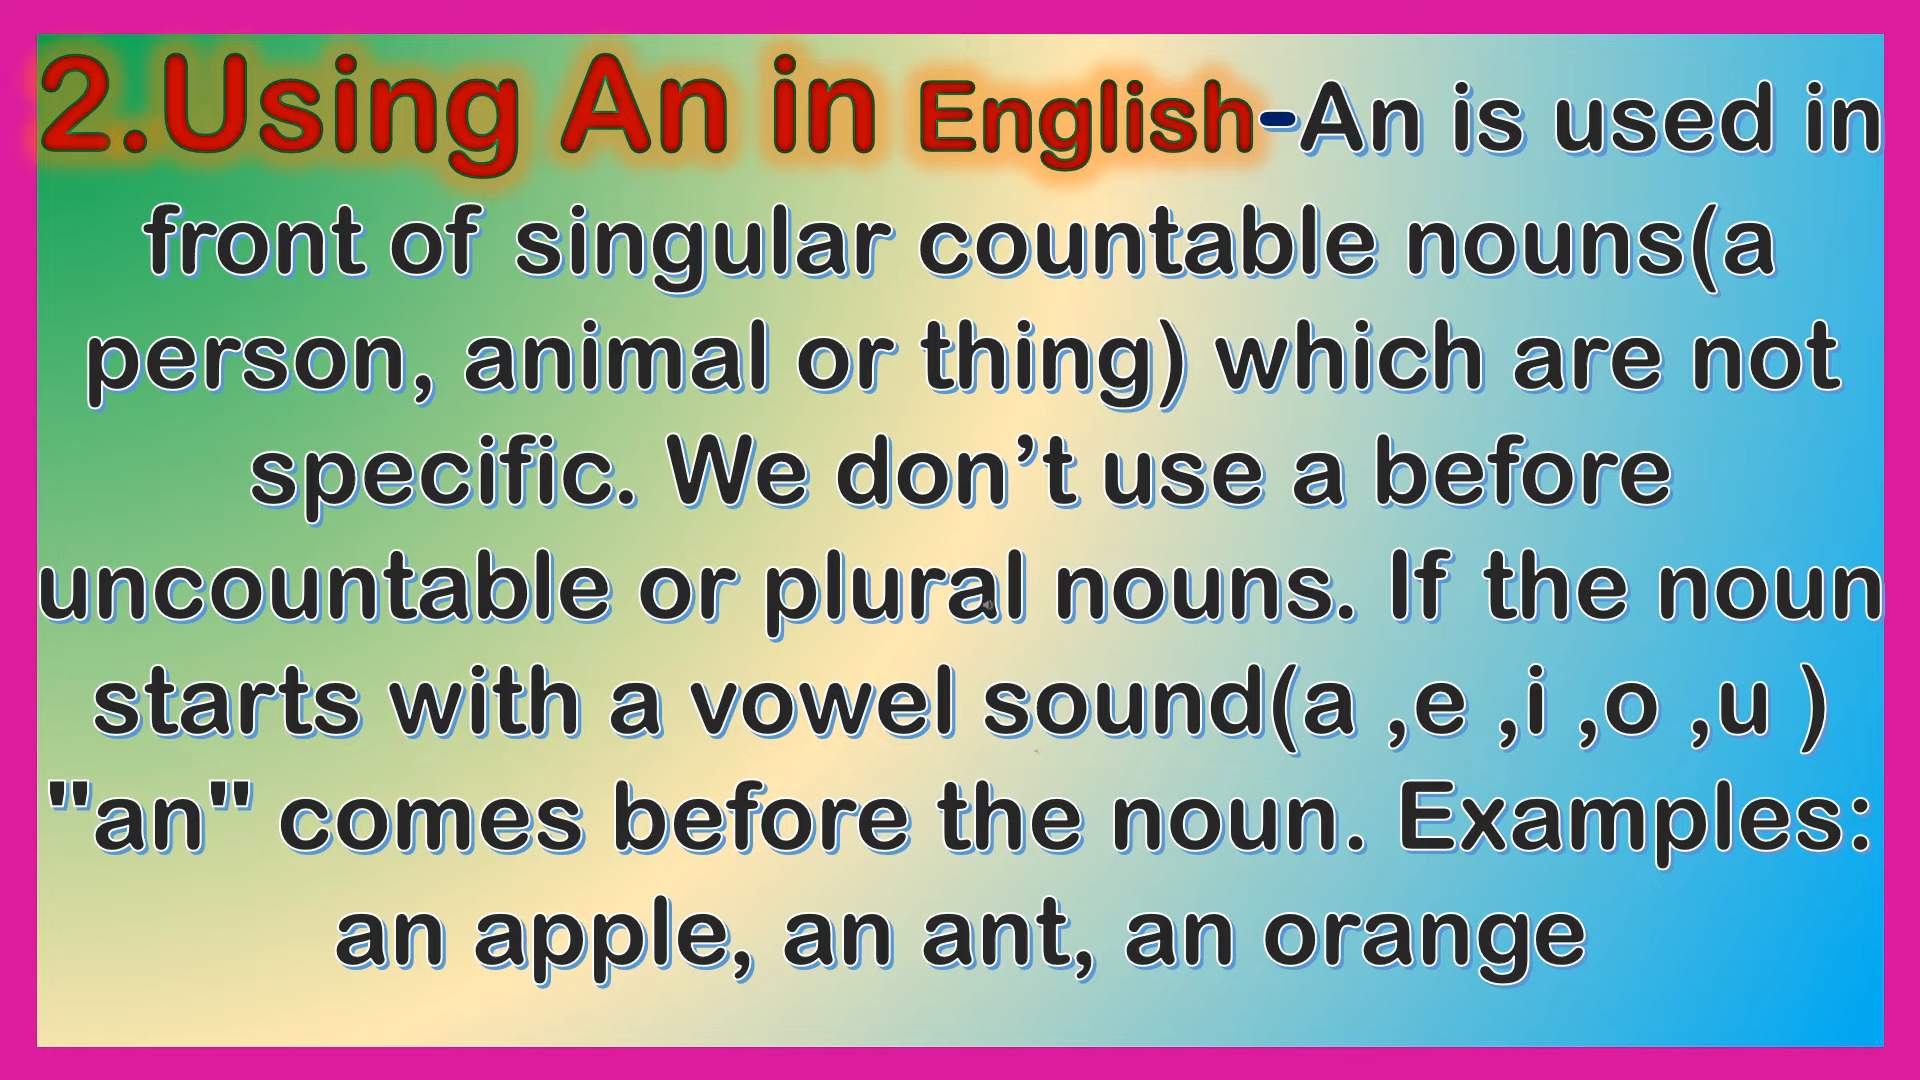 2.Using An in English-An is used in
front of singular countable nouns(a
person, animal or thing) which are not
specific. We don’t use a before
uncountable or plural nouns. If the noun
starts with a vowel sound(a ,e ,i ,o ,u )
"an" comes before the noun. Examples:
an apple, an ant, an orange